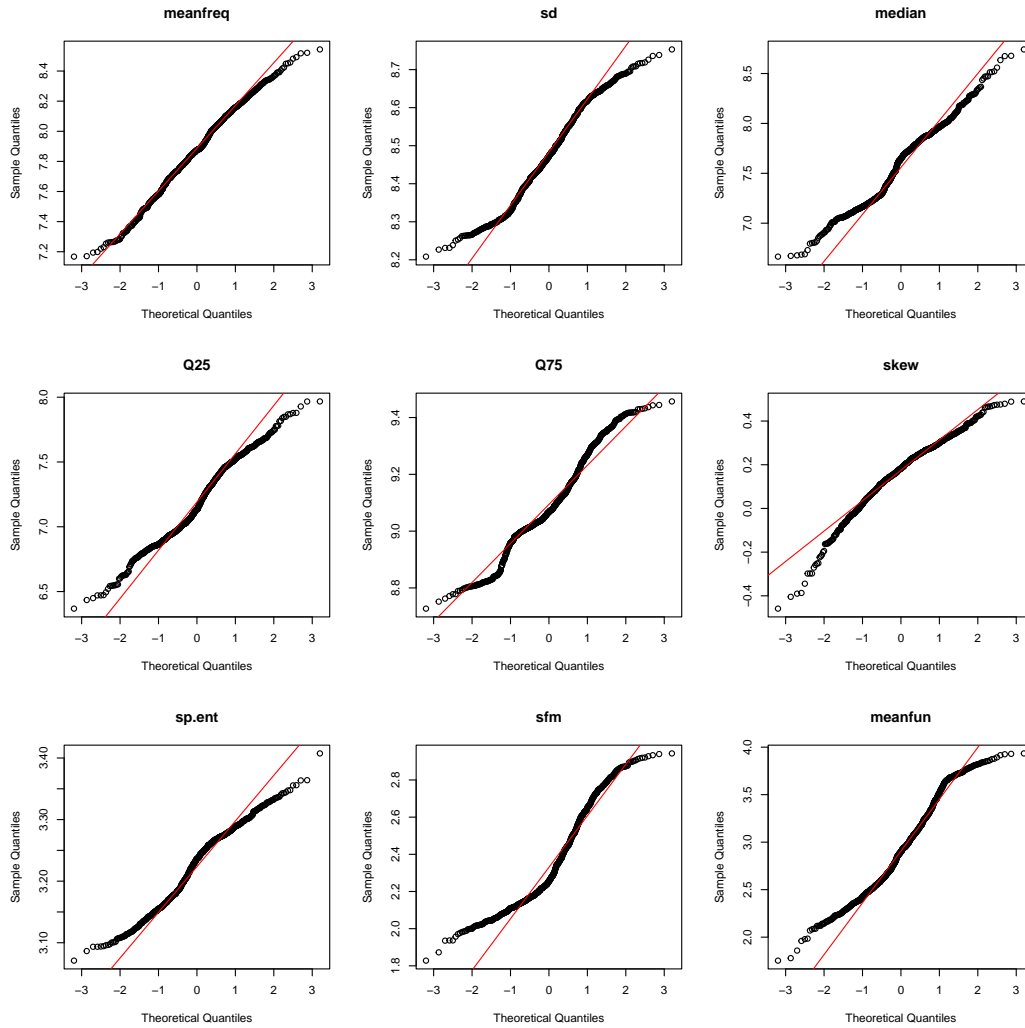 meanfreq
Sample Quantiles
7.2 7.4 7.6 7.8 8.0 8.2 8.4
−3 −2 −1 0 1 2 3
Theoretical Quantiles
sd
Sample Quantiles
8.2 8.3 8.4 8.5 8.6 8.7
−3 −2 −1 0 1 2 3
Theoretical Quantiles
median
Sample Quantiles
7.0 7.5 8.0 8.5
−3 −2 −1 0 1 2 3
Theoretical Quantiles
Q25
Sample Quantiles
6.5 7.0 7.5 8.0
−3 −2 −1 0 1 2 3
Theoretical Quantiles
Q75
Sample Quantiles
8.8 9.0 9.2 9.4
−3 −2 −1 0 1 2 3
Theoretical Quantiles
skew
Sample Quantiles
−0.4 −0.2 0.0 0.2 0.4
−3 −2 −1 0 1 2 3
Theoretical Quantiles
sp.ent
Sample Quantiles
3.10 3.20 3.30 3.40
−3 −2 −1 0 1 2 3
Theoretical Quantiles
sfm
Sample Quantiles
1.8 2.0 2.2 2.4 2.6 2.8
−3 −2 −1 0 1 2 3
Theoretical Quantiles
meanfun
Sample Quantiles
2.0 2.5 3.0 3.5 4.0
−3 −2 −1 0 1 2 3
Theoretical Quantiles